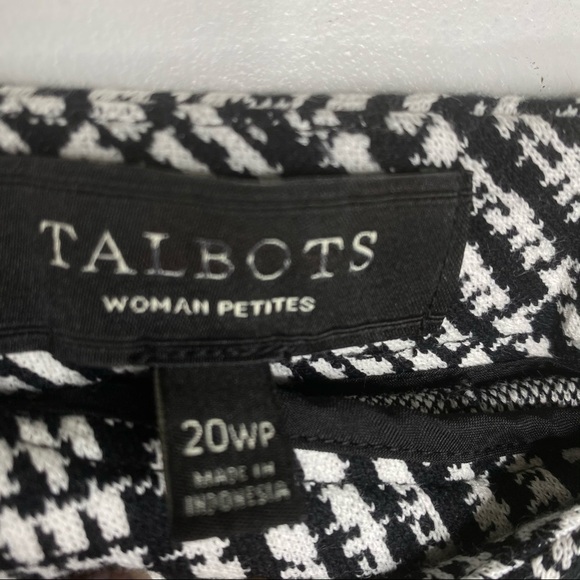 TALBOTS
WOMAN PETITES
20WP
MADE IN
INDONESIA